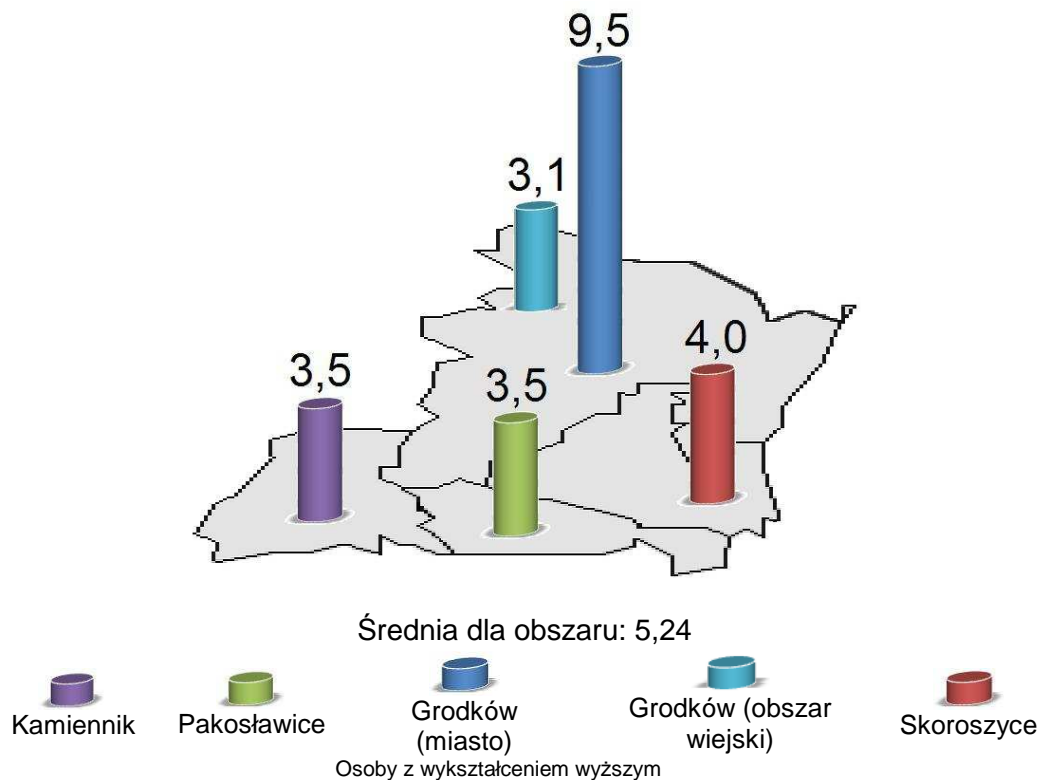 9,5
3,1
4,0
3,5
3,5
Średnia dla obszaru: 5,24
Kamiennik
Pakosławice
Grodków
(miasto)
Grodków (obszar
wiejski)
Skoroszyce
Osoby z wykształceniem wyższym